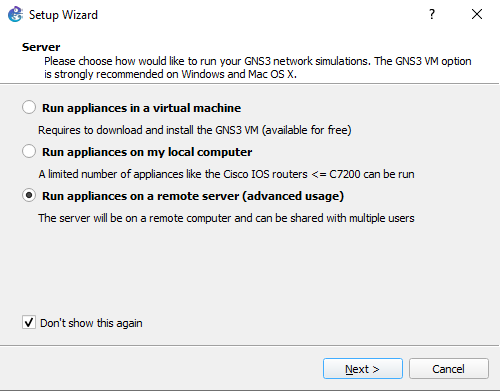 Setup Wizard
?
Server
Please choose how would like to run your GNS3 network simulations. The GNS3 VM option
is strongly recommended on Windows and Mac OS X.
Run appliances in a virtual machine
Requires to download and install the GNS3 VM (available for free)
Run appliances on my local computer
A limited number of appliances like the Cisco IOS routers <= C7200 can be run
Run appliances on a remote server (advanced usage)
The server will be on a remote computer and can be shared with multiple users
Don't show this again
Next >
Cancel